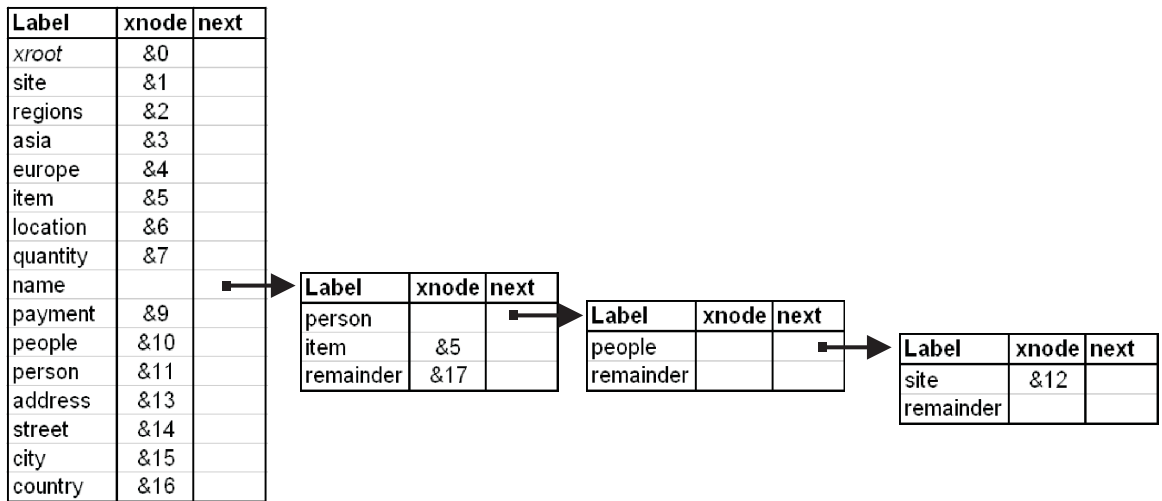 Label xnode next
xroot &0
site &1
regions &2
asia &3
europe &4
item &5
location &6
quantity &7
name
payment &9
people &10
person &11
address &13
street &14
city &15
country &16
Label xnode next
person
item &5
remainder &17
Label xnode next
people
remainder
Label xnode next
site &12
remainder